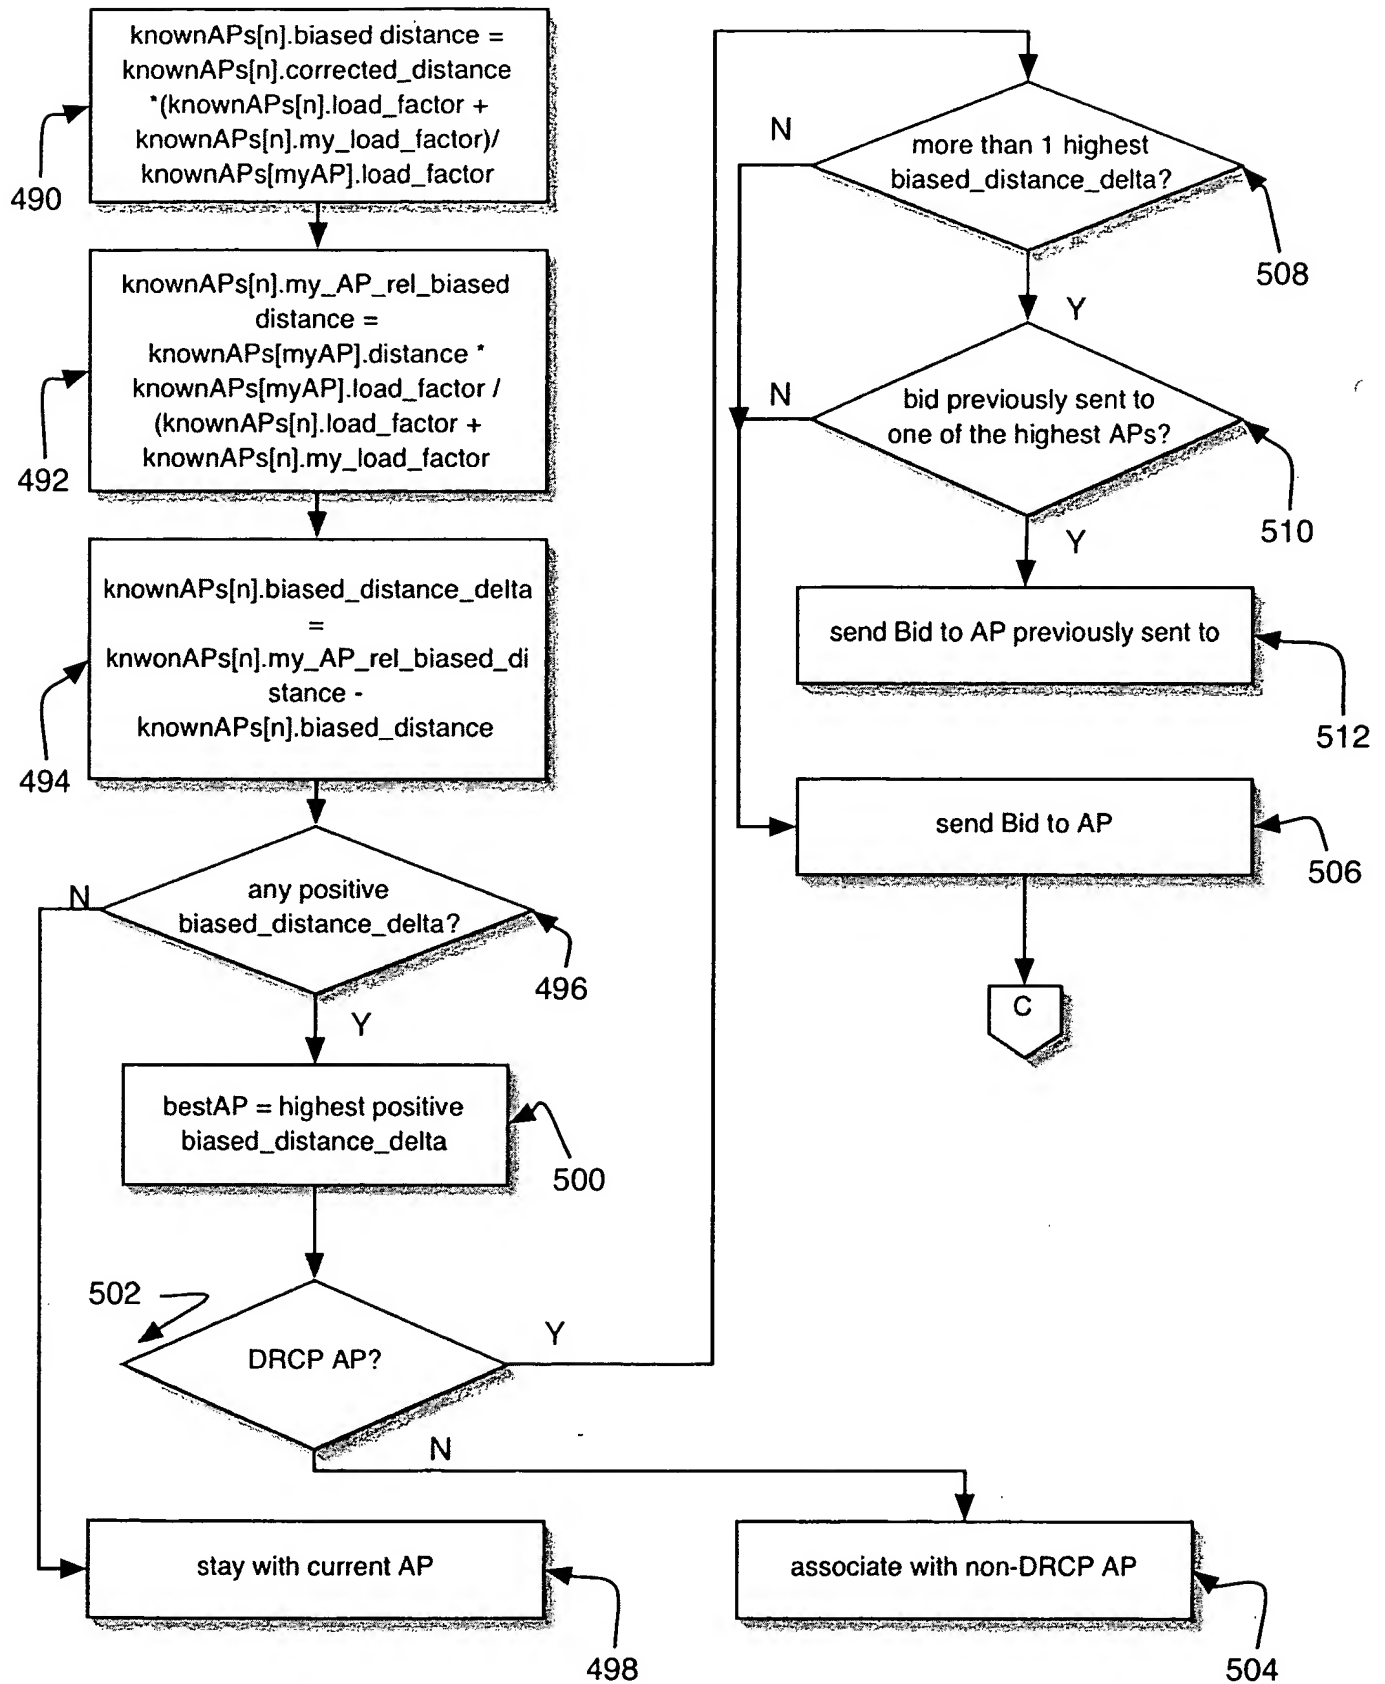 knownAPs[n].biased distance =
knownAPs[n].corrected_distance
*(knownAPs[n].load_factor +
knownAPs[n].my_load_factor)/
knownAPs[myAP].load_factor
490
knownAPs[n].my_AP_rel_biased
distance =
knownAPs[myAP].distance *
knownAPs[myAP].load_factor /
(knownAPs[n].load_factor +
knownAPs[n].my_load_factor
492
knownAPs[n].biased_distance_delta
=
knwonAPs[n].my_AP_rel_biased_di
stance -
knownAPs[n].biased_distance
494
any positive
biased_distance_delta?
N
496
Y
bestAP = highest positive
biased_distance_delta
500
502
DRCP AP?
Y
N
stay with current AP
498
associate with non-DRCP AP
504
more than 1 highest
biased_distance_delta?
N
508
Y
bid previously sent to
one of the highest APs?
N
510
Y
send Bid to AP previously sent to
512
send Bid to AP
506
C